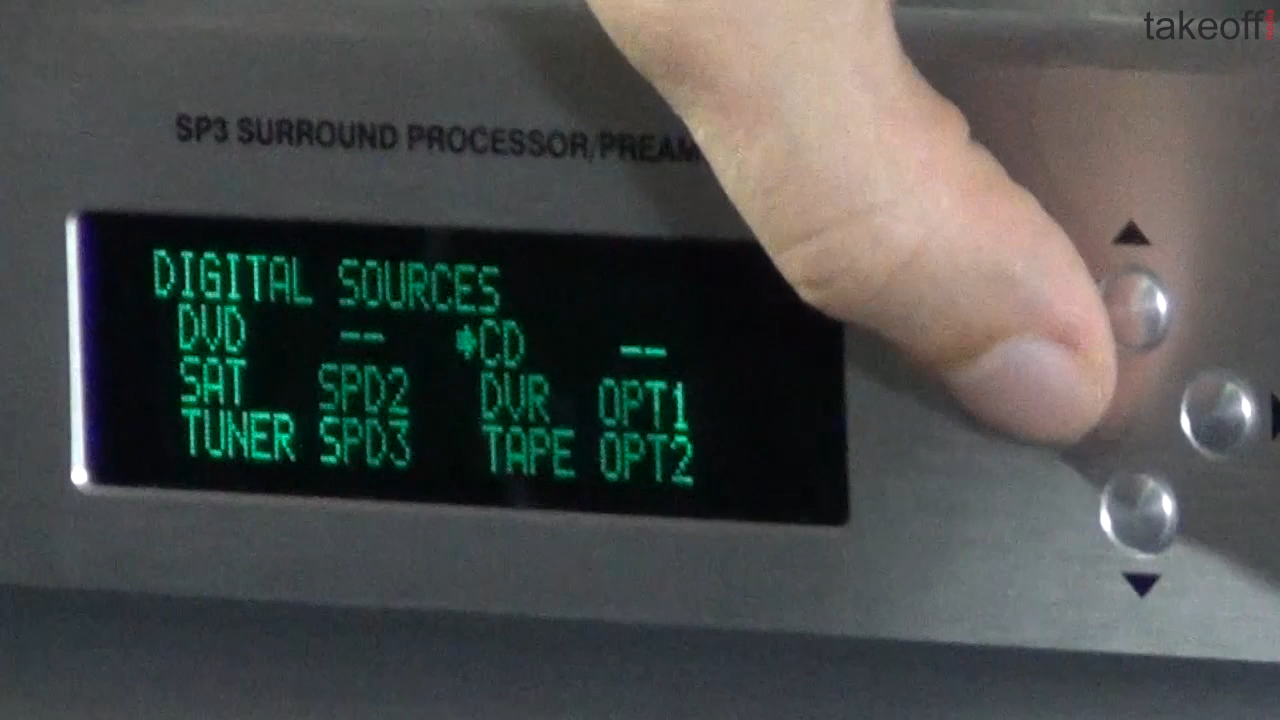 takeoff
SP3 SURROUND PROCESSOR/PREAM
DIGITAL SOURCES
DVD -- CD --
SAT SPD2 DVR OPT1
TUNER SPD3 TAPE OPT2